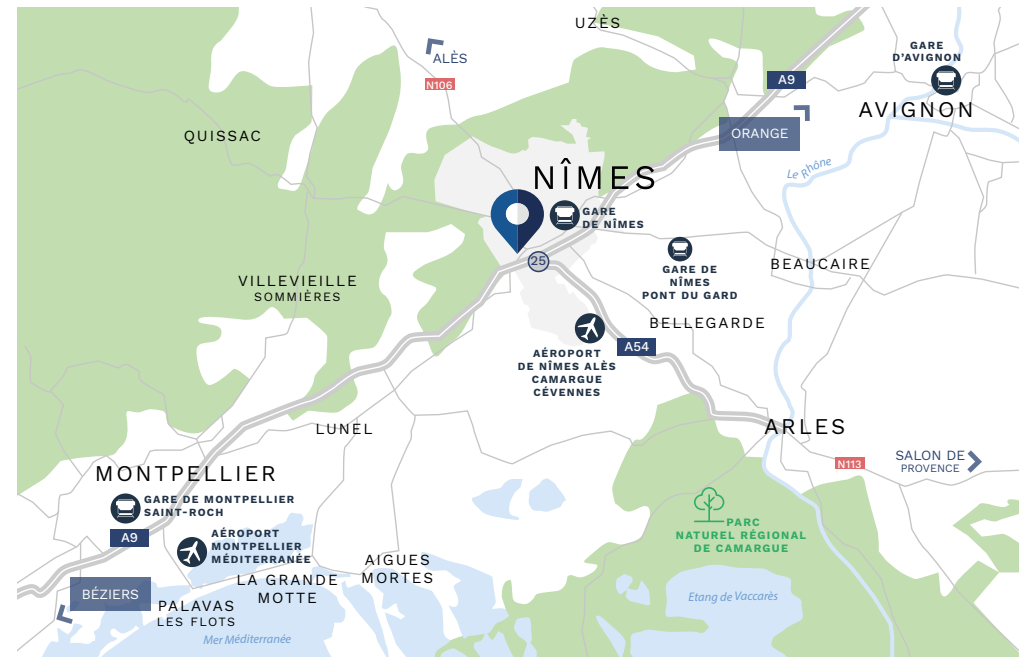 UZÈS
GARE
D'AVIGNON
ALÈS
N106
A9
AVIGNON
ORANGE
QUISSAC
Le Rhône
NÎMES
GARE
DE NÎMES
25
GARE DE
NÎMES
PONT DU GARD
BEAUCAIRE
VILLEVIEILLE
SOMMIÈRES
BELLEGARDE
A54
AÉROPORT
DE NÎMES ALÈS
CAMARGUE
CÉVENNES
LUNEL
ARLES
SALON DE
PROVENCE
N113
MONTPELLIER
GARE DE MONTPELLIER
SAINT-ROCH
A9
AÉROPORT
MONTPELLIER
MÉDITERRANÉE
PARC
NATUREL RÉGIONAL
DE CAMARGUE
AIGUES
MORTES
LA GRANDE
MOTTE
BÉZIERS
PALAVAS
LES FLOTS
Etang de Vaccarès
Mer Méditerranée